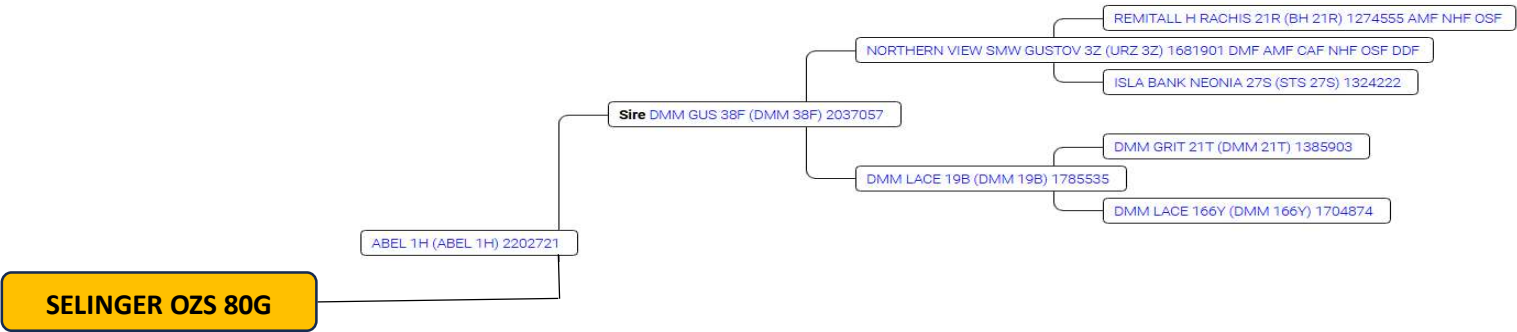 REMITALL H RACHIS 21R (BH 21R) 1274555 AMF NHF OSF
NORTHERN VIEW SMW GUSTOV 3Z (URZ 3Z) 1681901 DMF AMF CAF NHF OSF DDF
ISLA BANK NEONIA 27S (STS 27S) 1324222
Sire DMM GUS 38F (DMM 38F) 2037057
DMM GRIT 21T (DMM 21T) 1385903
DMM LACE 19B (DMM 19B) 1785535
DMM LACE 166Y (DMM 166Y) 1704874
ABEL 1H (ABEL 1H) 2202721
SELINGER OZS 80G